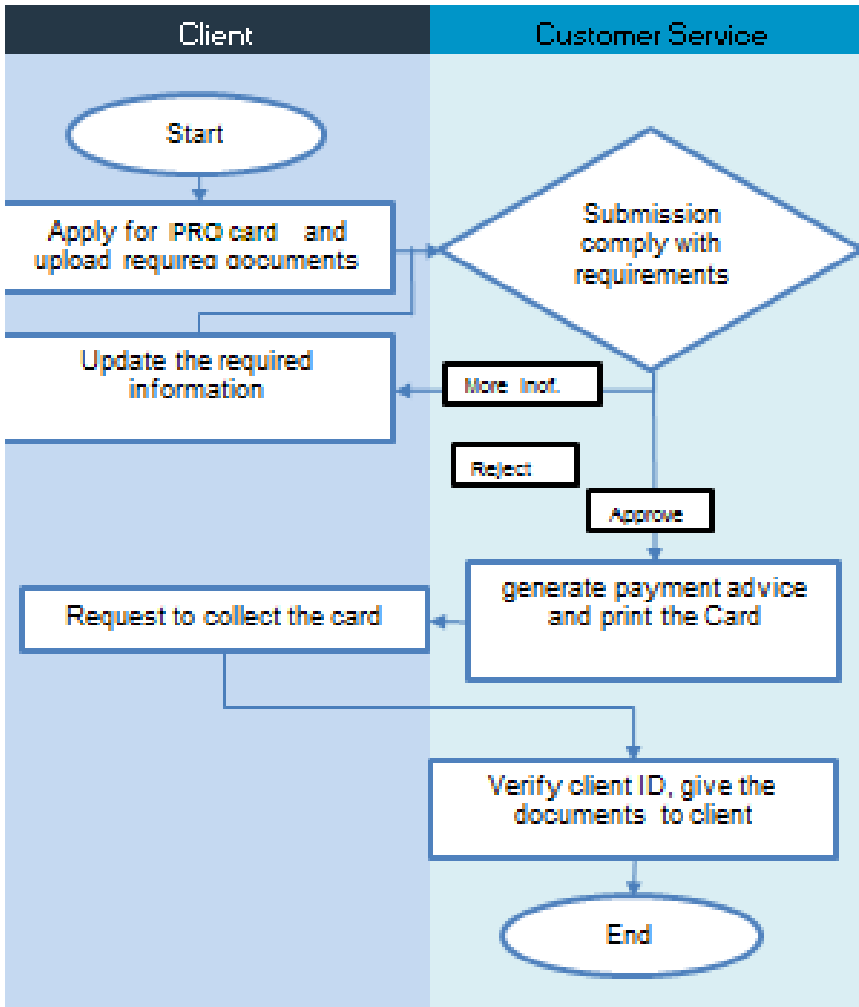 Client
Customer Service
Start
Submission
comply with
requirements
Apply for PRO card and
upload required documents
Update the required
information
More Inof.
Reject
Approve
generate payment advice
and print the Card
Request to collect the card
Verify client ID, give the
documents to client
End